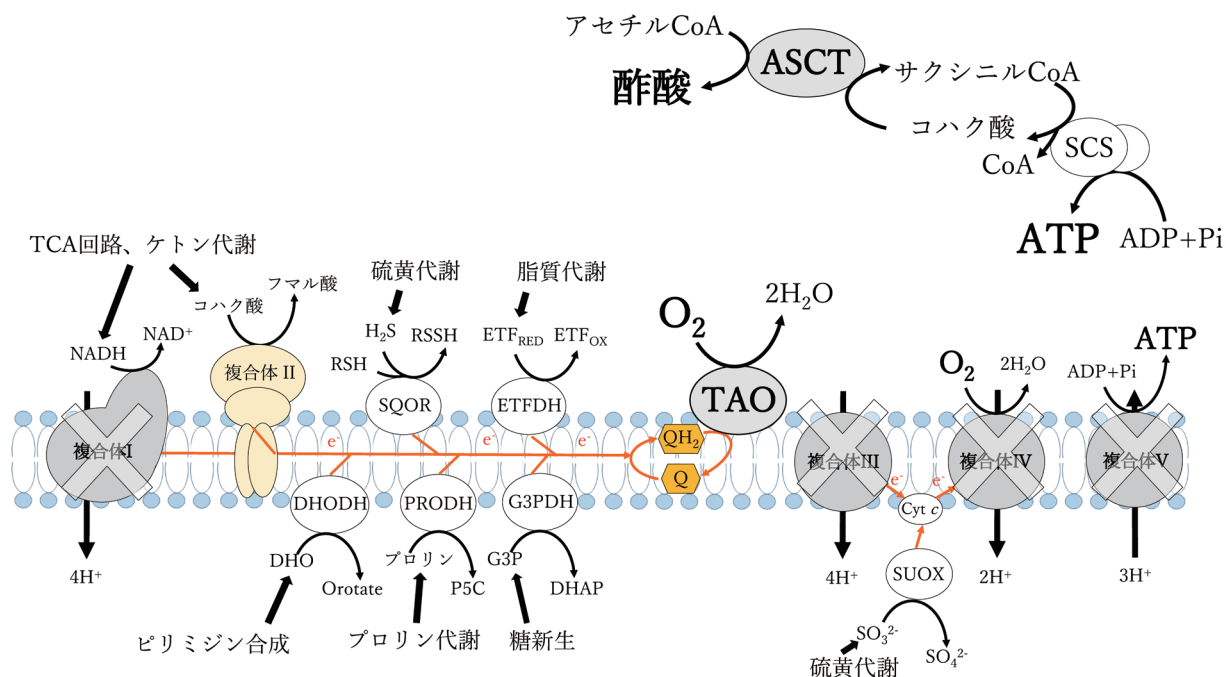 アセチルCoA
ASCT
酢酸
サクシニルCoA
コハク酸
CoA
SCS
ATP
ADP+Pi
TCA回路、ケトン代謝
硫黄代謝
脂質代謝
コハク酸
フマル酸
NADH
NAD⁺
H₂S
RSSH
RSH
ETF_RED
ETF_OX
O₂
2H₂O
O₂
2H₂O
ADP+Pi
ATP
複合体 II
SQOR
ETFDH
TAO
複合体I
e⁻
e⁻
QH₂
Q
複合体III
複合体IV
複合体V
e⁻
e⁻
Cyt c
DHODH
PRODH
G3PDH
DHO
Orotate
プロリン
P5C
G3P
DHAP
4H⁺
4H⁺
SUOX
2H⁺
3H⁺
ピリミジン合成
プロリン代謝
糖新生
SO₃²⁻
SO₄²⁻
硫黄代謝